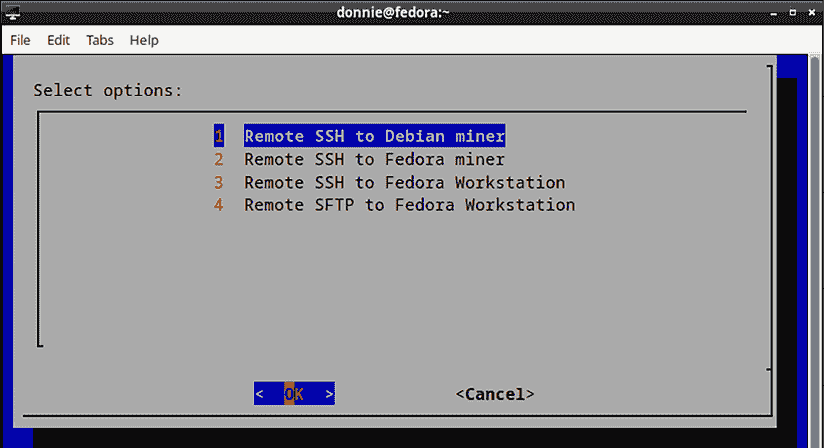 donnie@fedora:~
File Edit Tabs Help
Select options:
1 Remote SSH to Debian miner
2 Remote SSH to Fedora miner
3 Remote SSH to Fedora Workstation
4 Remote SFTP to Fedora Workstation
< OK > <Cancel>